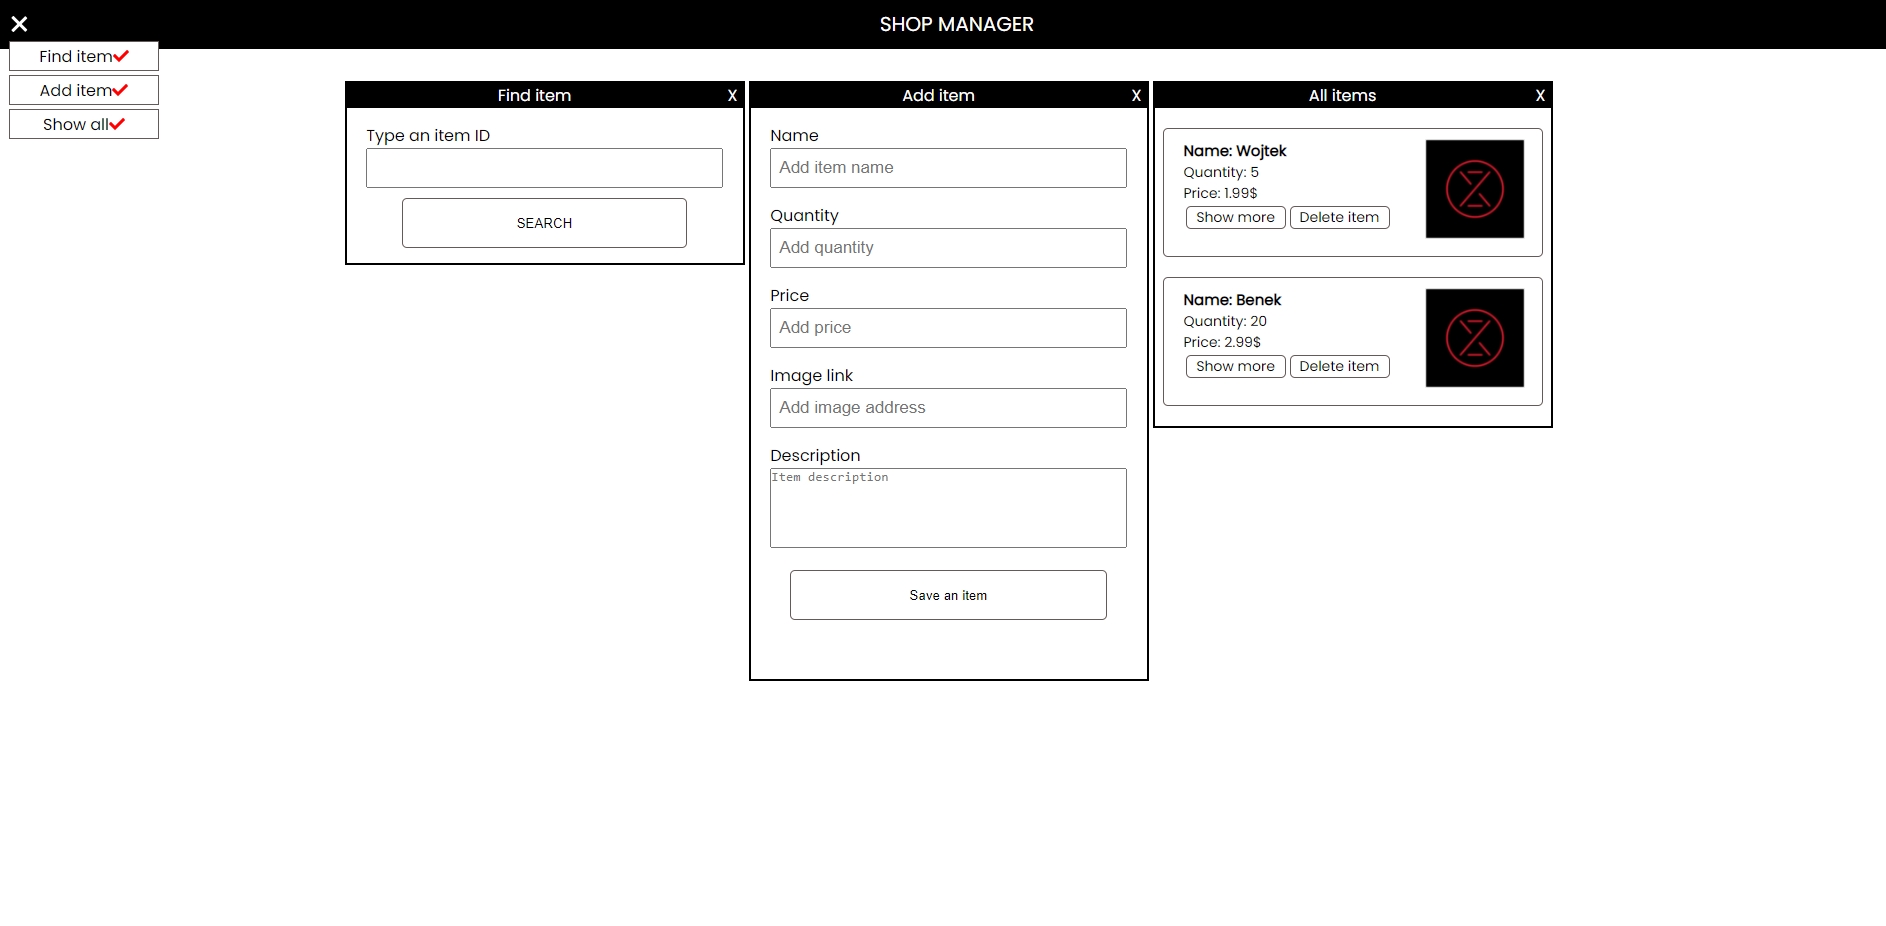 SHOP MANAGER
Find item
Add item
Show all
Find item X
Type an item ID
SEARCH
Add item X
Name
Add item name
Quantity
Add quantity
Price
Add price
Image link
Add image address
Description
Item description
Save an item
All items X
Name: Wojtek
Quantity: 5
Price: 1.99$
Show more Delete item
Name: Benek
Quantity: 20
Price: 2.99$
Show more Delete item